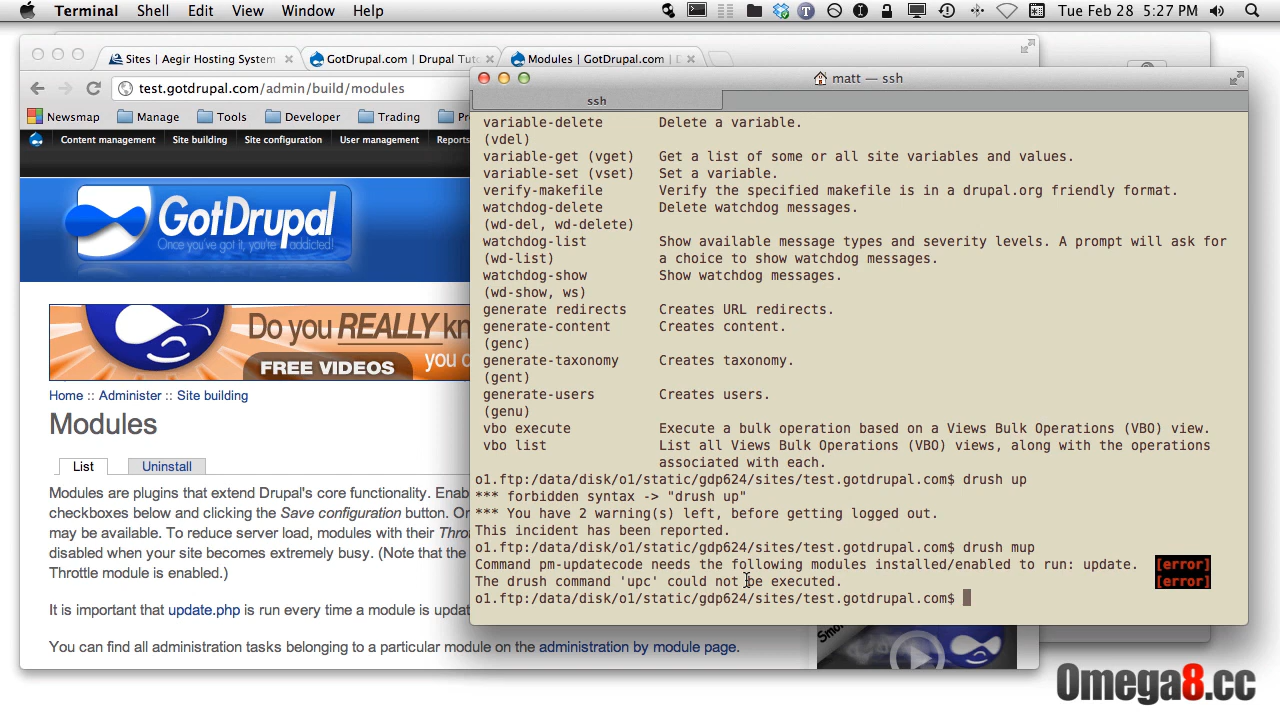 Terminal Shell Edit View Window Help Tue Feb 28 5:27 PM
Sites | Aegir Hosting System GotDrupal.com | Drupal Tut Modules | GotDrupal.com | D
test.gotdrupal.com/admin/build/modules
Newsmap Manage Tools Developer Trading
Content management Site building Site configuration User management Reports
GotDrupal
Once you've got it, you're addicted!
Do you REALLY kn
FREE VIDEOS you c
Home :: Administer :: Site building
Modules
List Uninstall
Modules are plugins that extend Drupal's core functionality. Enab
checkboxes below and clicking the Save configuration button. On
may be available. To reduce server load, modules with their Thro
disabled when your site becomes extremely busy. (Note that the
Throttle module is enabled.)
It is important that update.php is run every time a module is updat
You can find all administration tasks belonging to a particular module on the administration by module page.
matt — ssh
ssh
variable-delete Delete a variable.
(vdel)
variable-get (vget) Get a list of some or all site variables and values.
variable-set (vset) Set a variable.
verify-makefile Verify the specified makefile is in a drupal.org friendly format.
watchdog-delete Delete watchdog messages.
(wd-del, wd-delete)
watchdog-list Show available message types and severity levels. A prompt will ask for
(wd-list) a choice to show watchdog messages.
watchdog-show Show watchdog messages.
(wd-show, ws)
generate redirects Creates URL redirects.
generate-content Creates content.
(genc)
generate-taxonomy Creates taxonomy.
(gent)
generate-users Creates users.
(genu)
vbo execute Execute a bulk operation based on a Views Bulk Operations (VBO) view.
vbo list List all Views Bulk Operations (VBO) views, along with the operations
associated with each.
o1.ftp:/data/disk/o1/static/gdp624/sites/test.gotdrupal.com$ drush up
*** forbidden syntax -> "drush up"
*** You have 2 warning(s) left, before getting logged out.
This incident has been reported.
o1.ftp:/data/disk/o1/static/gdp624/sites/test.gotdrupal.com$ drush mup
Command pm-updatecode needs the following modules installed/enabled to run: update. [error]
The drush command 'upc' could not be executed. [error]
o1.ftp:/data/disk/o1/static/gdp624/sites/test.gotdrupal.com$
Omega8.cc